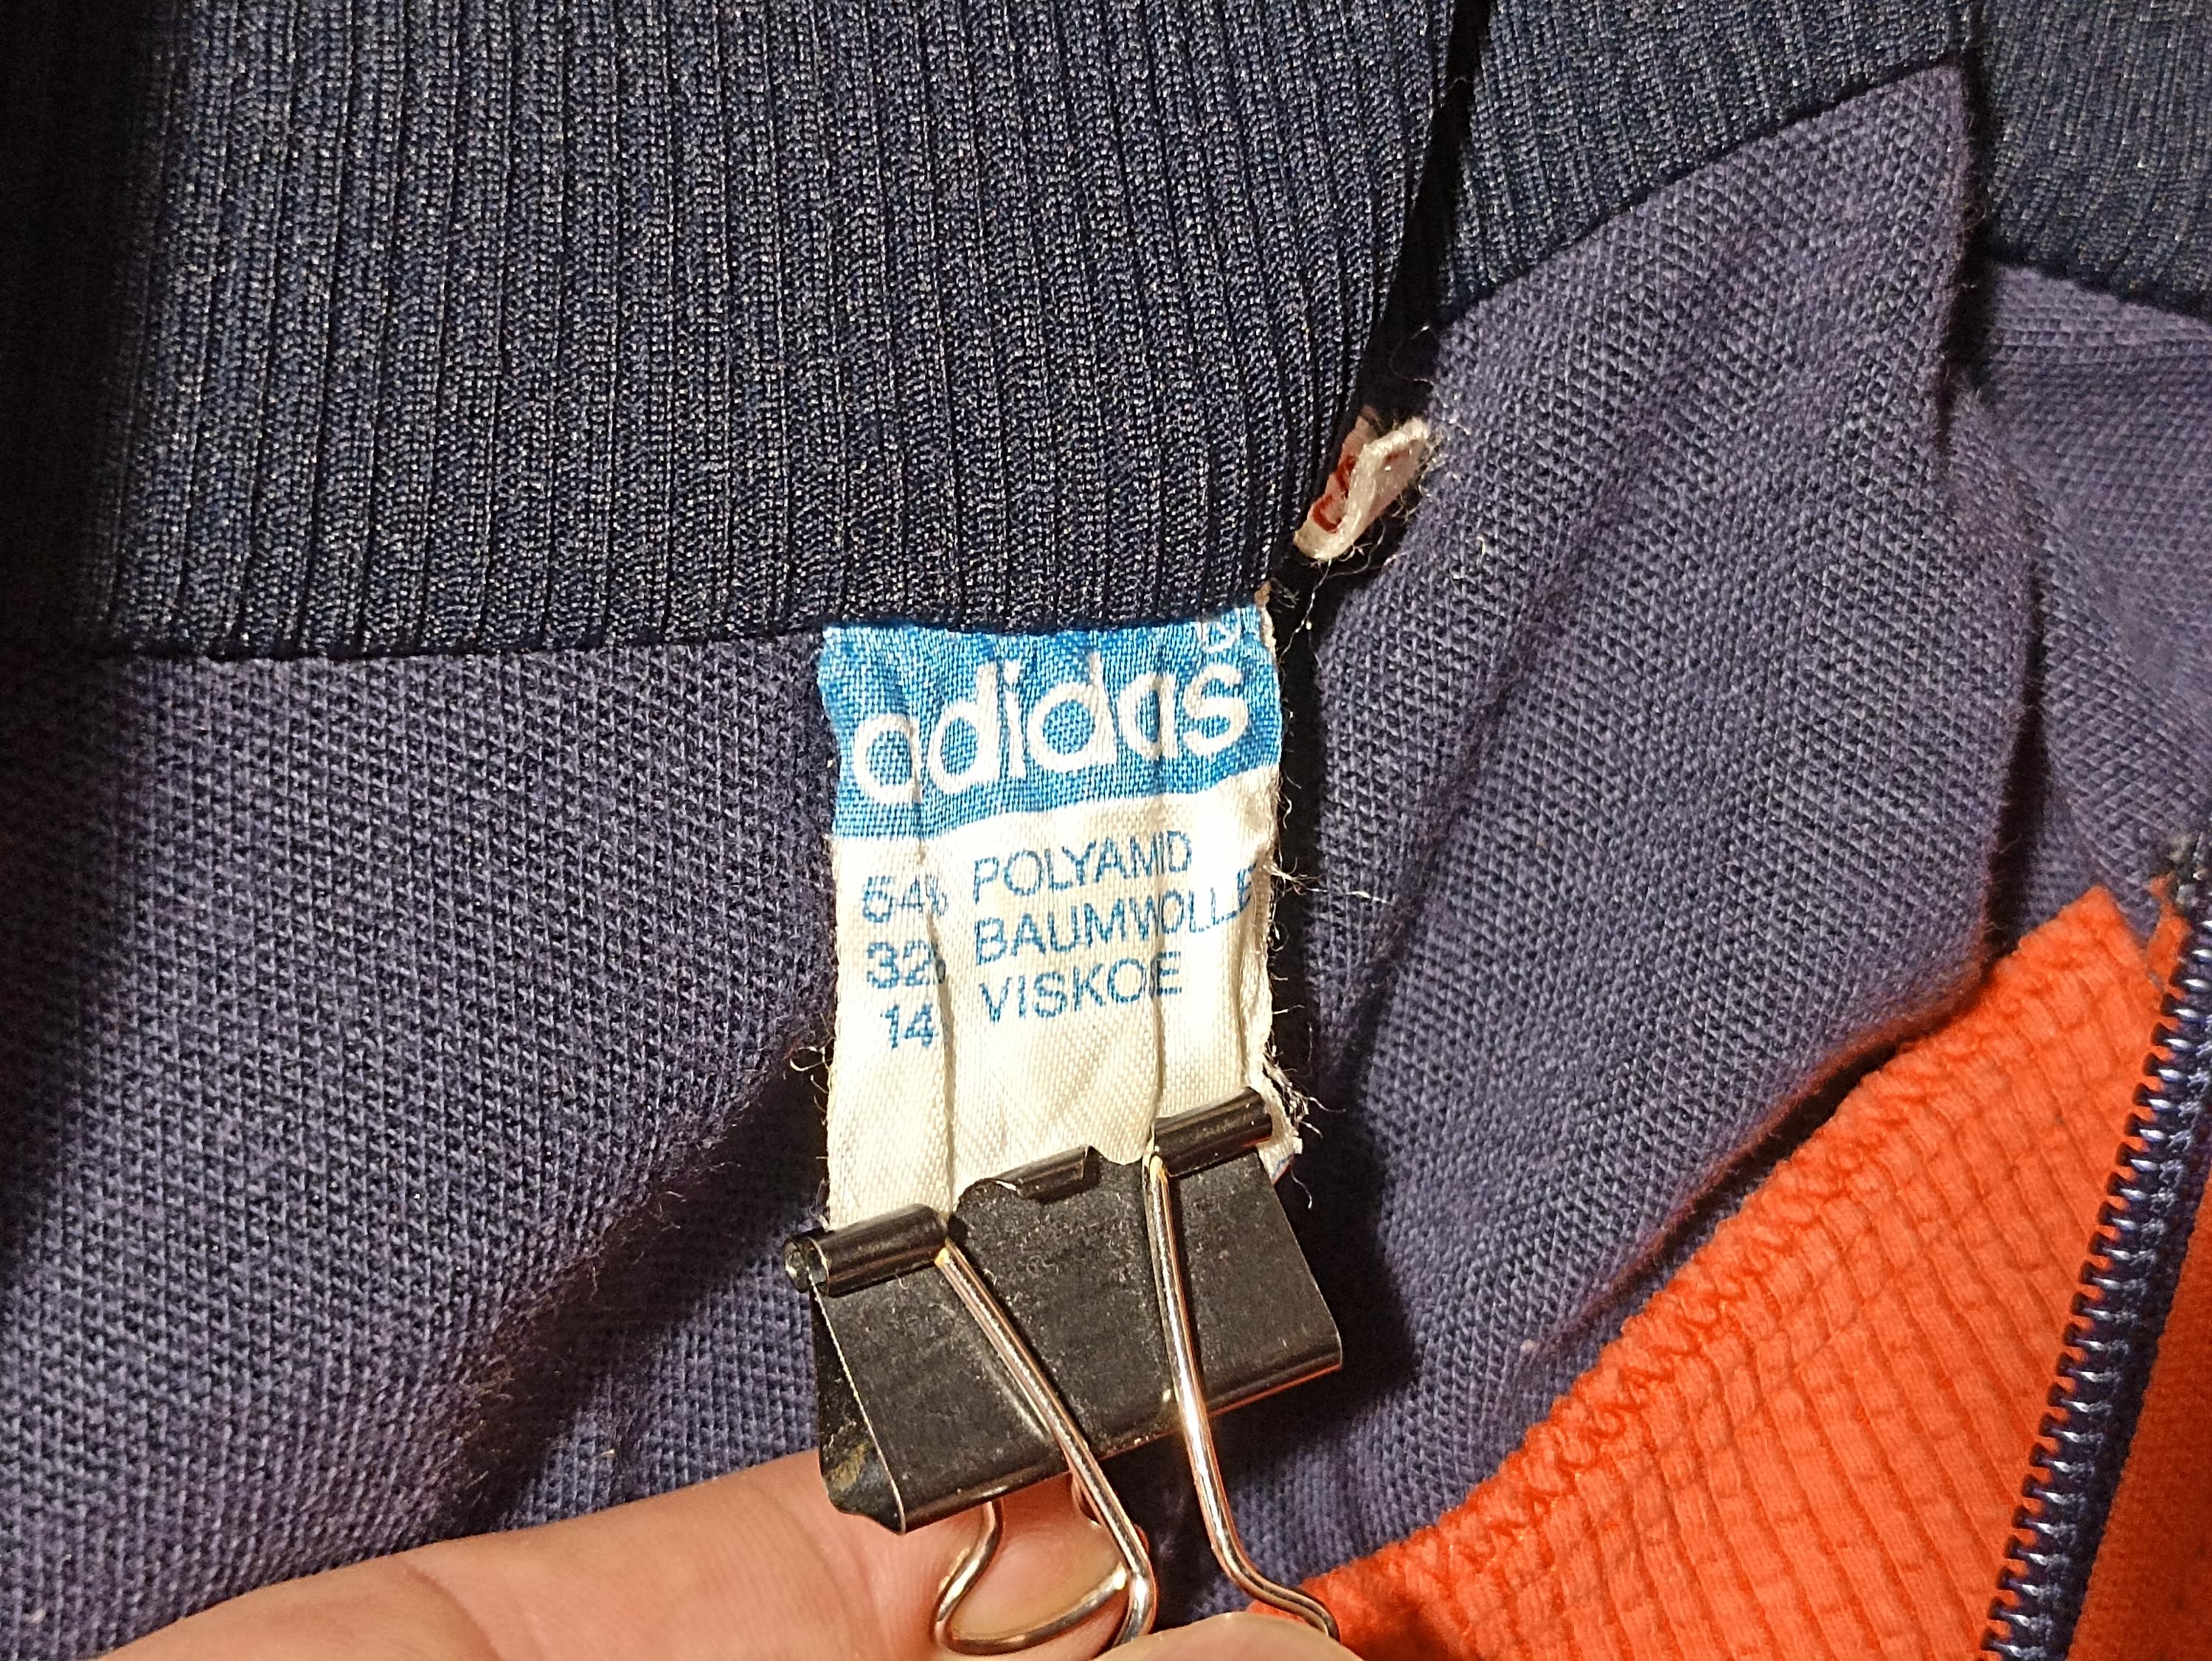 adidas
54% POLYAMID
32% BAUMWOLLE
14 VISKOE